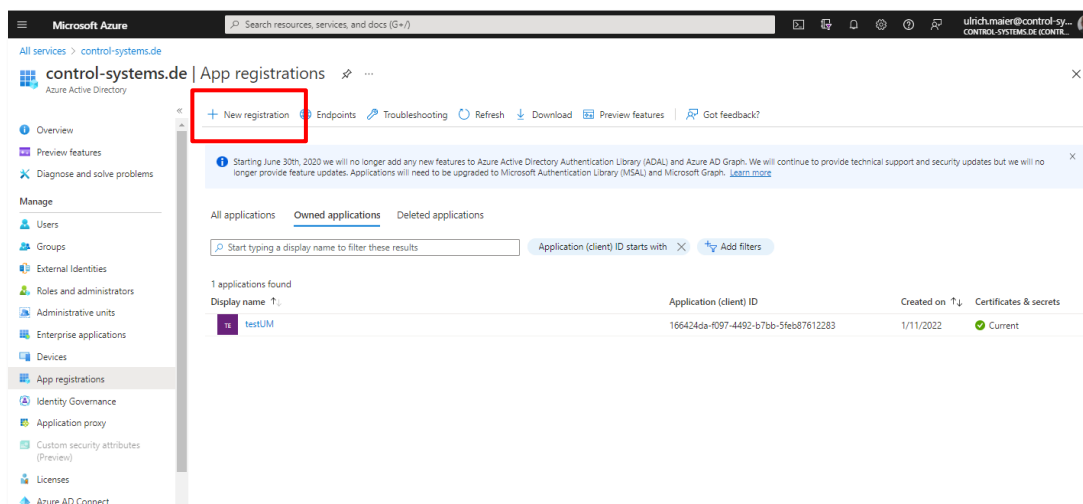 Microsoft Azure
Search resources, services, and docs (G+/)
ulrich.maier@control-sy...
CONTROL-SYSTEMS.DE (CONTR...
All services > control-systems.de
control-systems.de | App registrations
Azure Active Directory
New registration
Endpoints
Troubleshooting
Refresh
Download
Preview features
Got feedback?
Overview
Preview features
Diagnose and solve problems
Manage
Users
Groups
External Identities
Roles and administrators
Administrative units
Enterprise applications
Devices
App registrations
Identity Governance
Application proxy
Custom security attributes
(Preview)
Licenses
Azure AD Connect
Starting June 30th, 2020 we will no longer add any new features to Azure Active Directory Authentication Library (ADAL) and Azure AD Graph. We will continue to provide technical support and security updates but we will no
longer provide feature updates. Applications will need to be upgraded to Microsoft Authentication Library (MSAL) and Microsoft Graph. Learn more
All applications
Owned applications
Deleted applications
Start typing a display name to filter these results
Application (client) ID starts with
Add filters
1 applications found
Display name
Application (client) ID
Created on
Certificates & secrets
TE
testUM
166424da-f097-4492-b7bb-5feb87612283
1/11/2022
Current